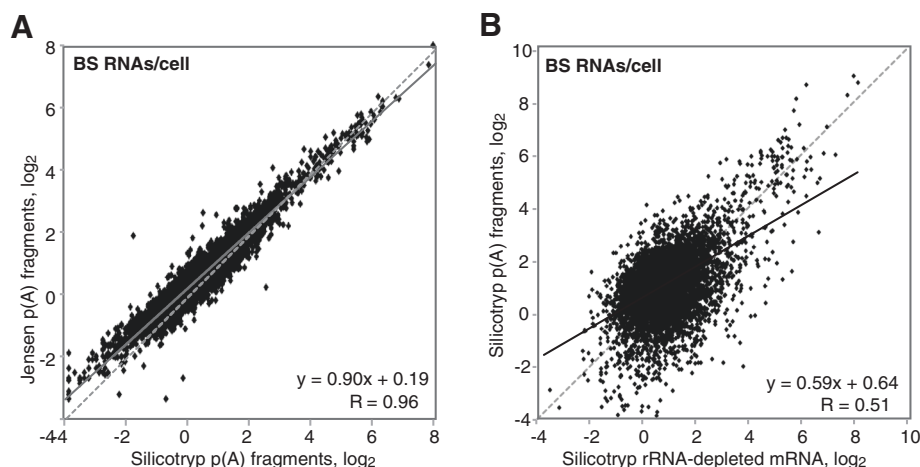 A
BS RNAs/cell
8
6
4
2
0
-2
-44
-2
0
2
4
6
8
Jensen p(A) fragments, log2
Silicotryp p(A) fragments, log2
y = 0.90x + 0.19
R = 0.96
B
BS RNAs/cell
10
8
6
4
2
0
-2
-4
-4
-2
0
2
4
6
8
10
Silicotryp p(A) fragments, log2
Silicotryp rRNA-depleted mRNA, log2
y = 0.59x + 0.64
R = 0.51